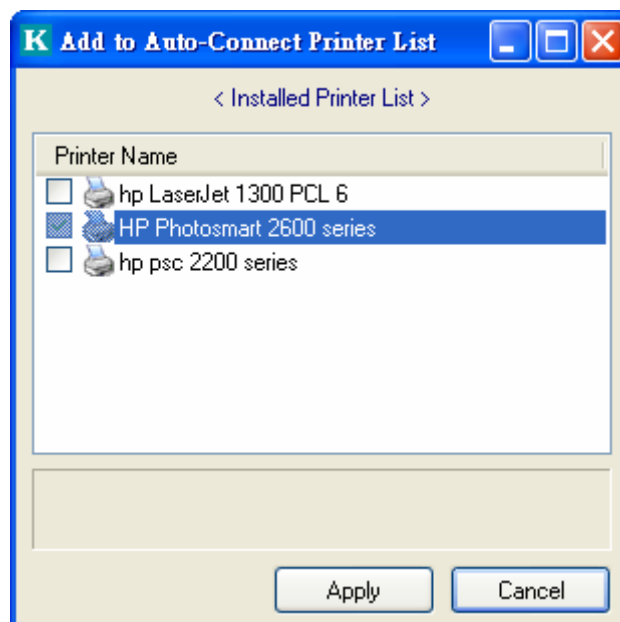 K Add to Auto-Connect Printer List
< Installed Printer List >
Printer Name
hp LaserJet 1300 PCL 6
HP Photosmart 2600 series
hp psc 2200 series
Apply Cancel